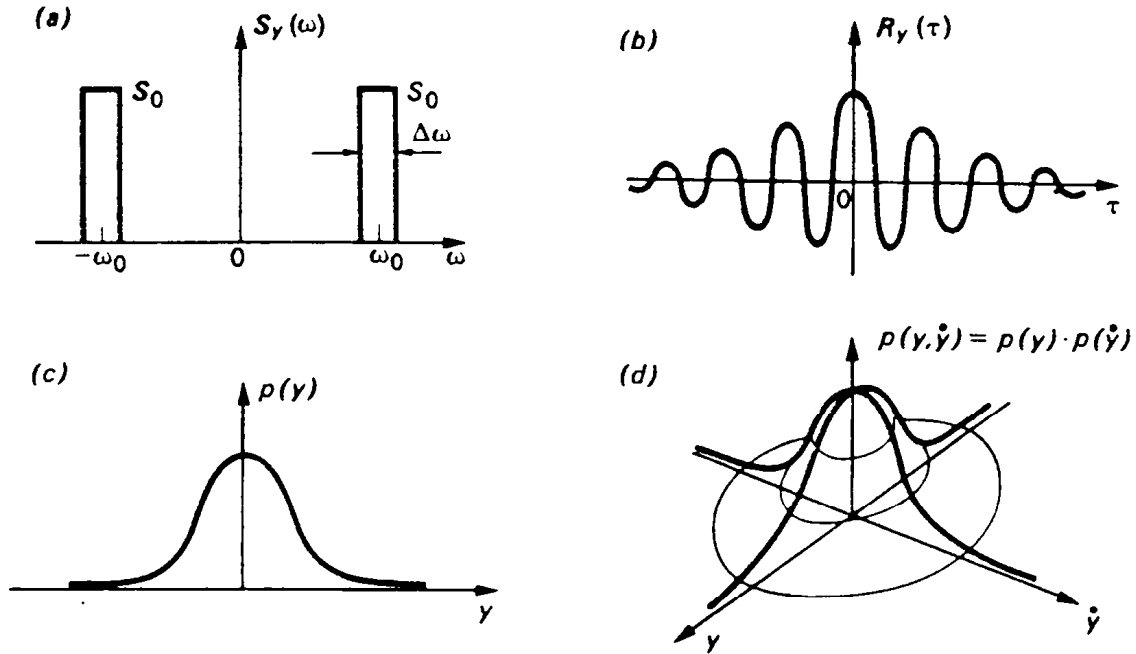 (a)
S_y(ω)
S_0
S_0
Δω
-ω_0
0
ω_0
ω
(b)
R_y(τ)
0
τ
(c)
p(y)
y
(d)
p(y,ẏ) = p(y)·p(ẏ)
y
ẏ